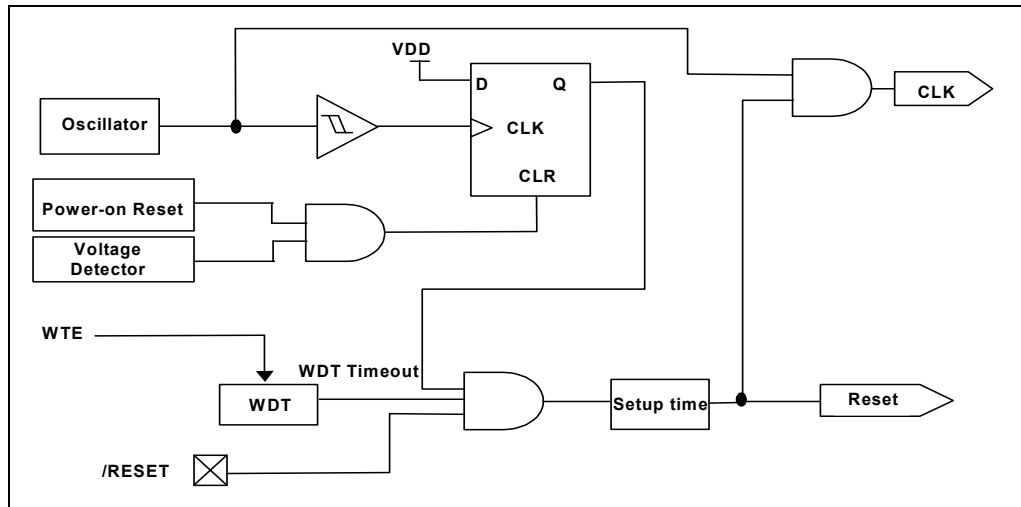 VDD
D
Q
CLK
Oscillator
CLK
CLR
Power-on Reset
Voltage
Detector
WTE
WDT Timeout
WDT
Setup time
Reset
/RESET